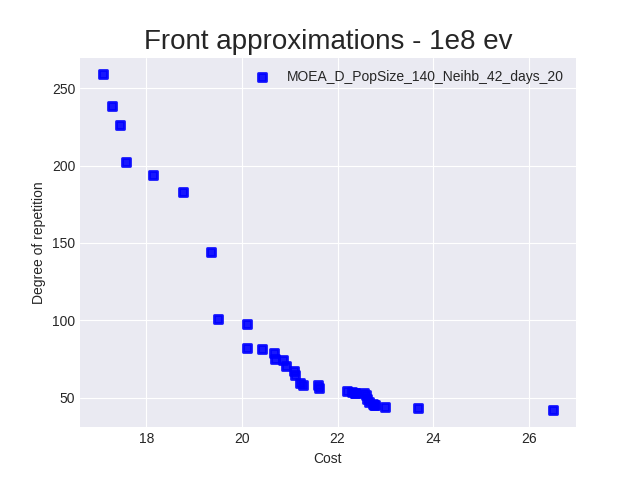 Front approximations - 1e8 ev
MOEA_D_PopSize_140_Neihb_42_days_20
250
200
150
100
50
Degree of repetition
18 20 22 24 26
Cost